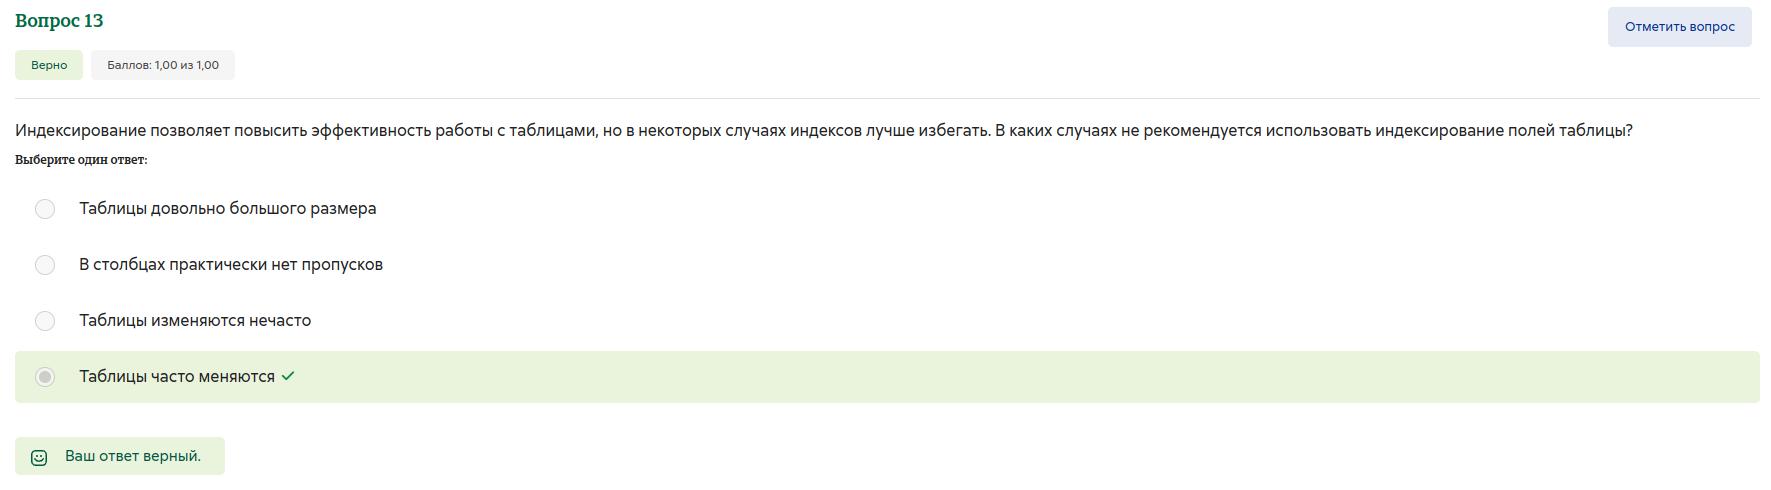 Вопрос 13
Отметить вопрос
Верно
Баллов: 1,00 из 1,00
Индексирование позволяет повысить эффективность работы с таблицами, но в некоторых случаях индексов лучше избегать. В каких случаях не рекомендуется использовать индексирование полей таблицы?
Выберите один ответ:
Таблицы довольно большого размера
В столбцах практически нет пропусков
Таблицы изменяются нечасто
Таблицы часто меняются
Ваш ответ верный.